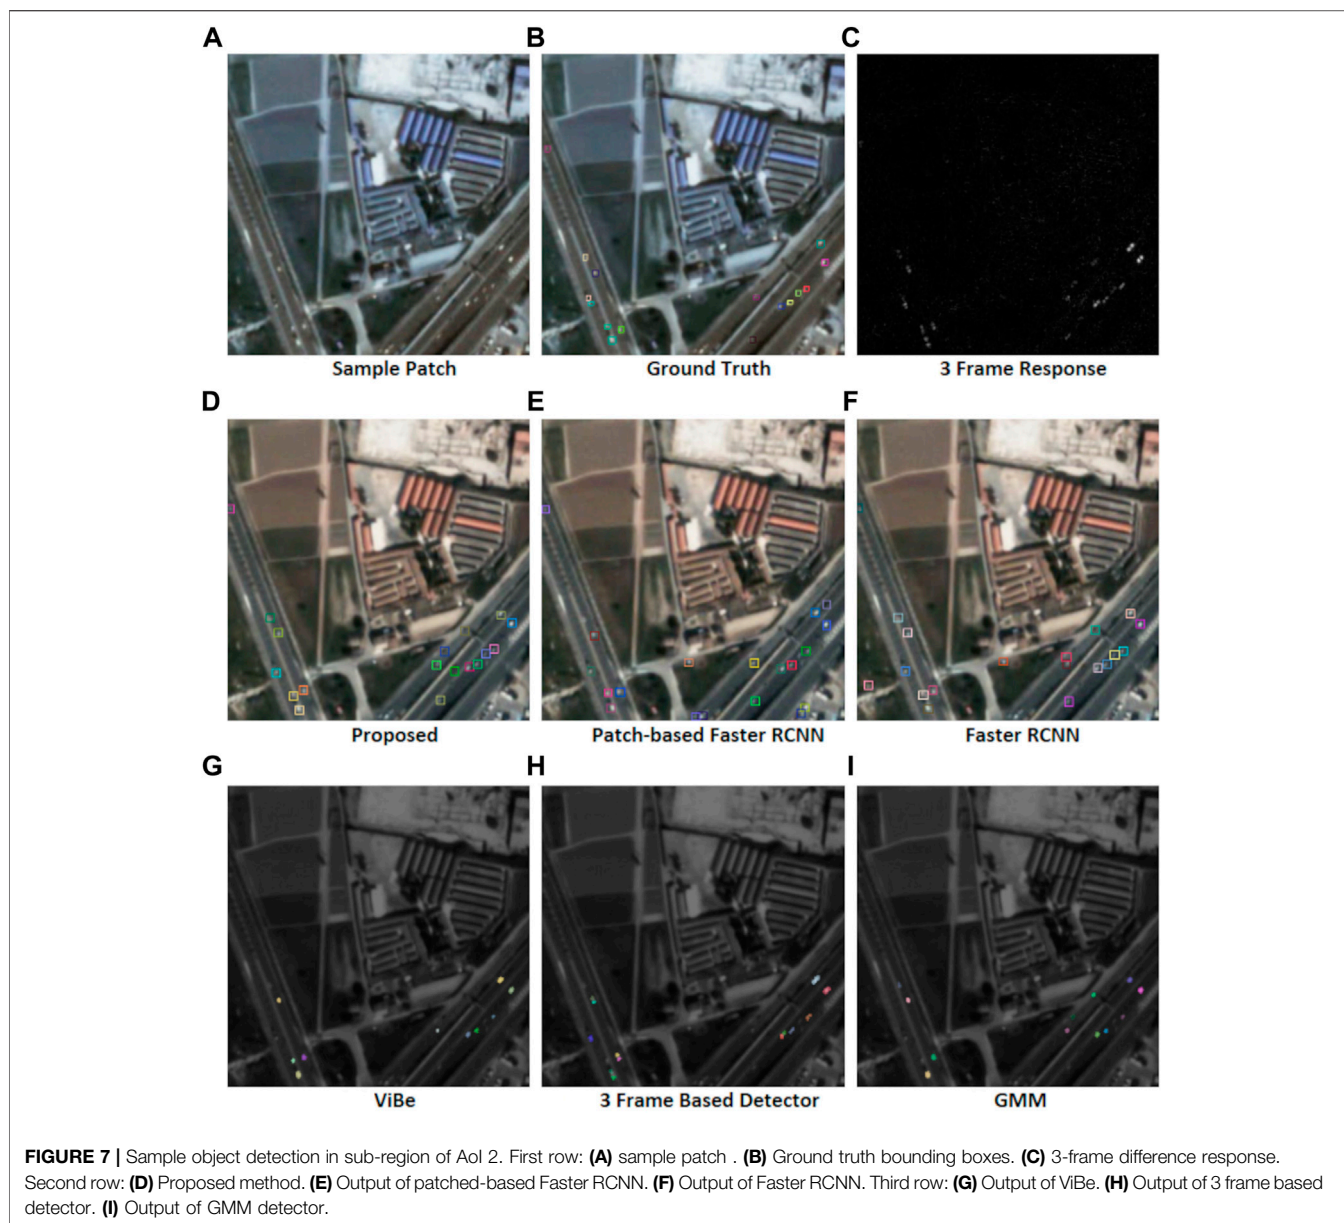 A
B
C
Sample Patch
Ground Truth
3 Frame Response
D
E
F
Proposed
Patch-based Faster RCNN
Faster RCNN
G
H
I
ViBe
3 Frame Based Detector
GMM
FIGURE 7 | Sample object detection in sub-region of AoI 2. First row: (A) sample patch . (B) Ground truth bounding boxes. (C) 3-frame difference response.
Second row: (D) Proposed method. (E) Output of patched-based Faster RCNN. (F) Output of Faster RCNN. Third row: (G) Output of ViBe. (H) Output of 3 frame based
detector. (I) Output of GMM detector.